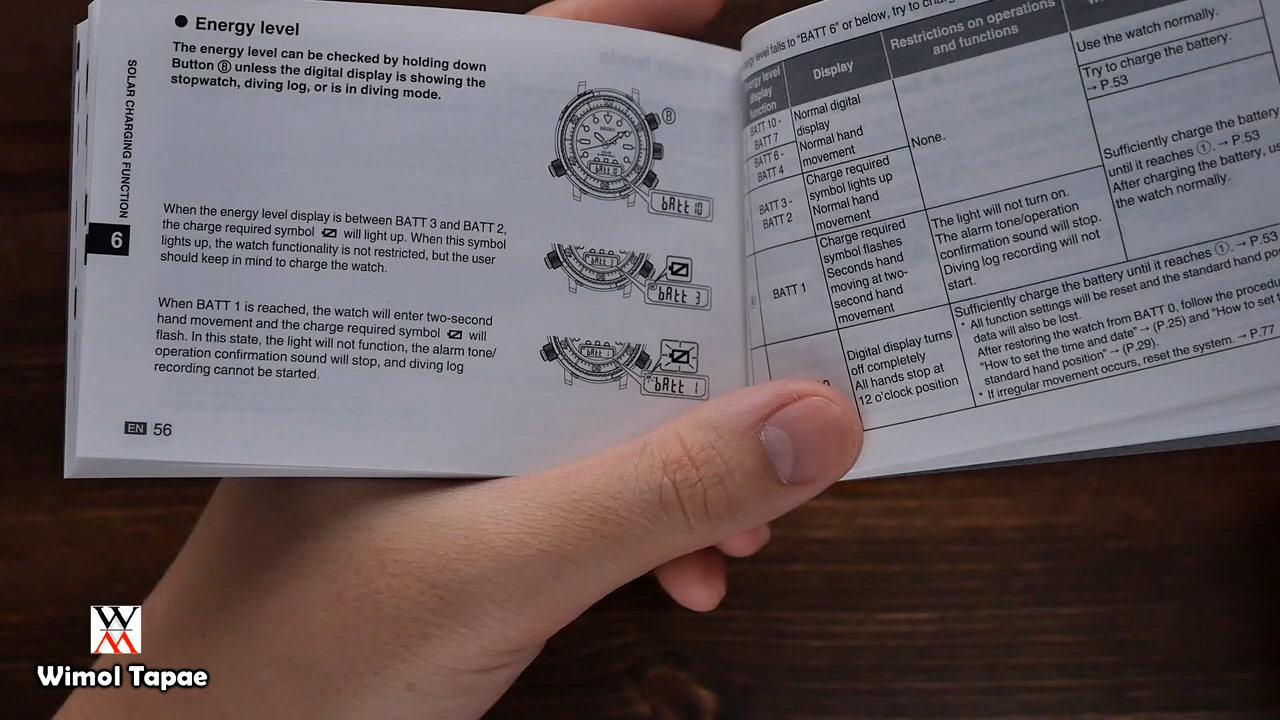 ● Energy level
The energy level can be checked by holding down
Button Ⓑ unless the digital display is showing the
stopwatch, diving log, or is in diving mode.
Ⓑ
bAtt 10
SOLAR CHARGING FUNCTION
6
When the energy level display is between BATT 3 and BATT 2,
the charge required symbol will light up. When this symbol
lights up, the watch functionality is not restricted, but the user
should keep in mind to charge the watch.
bAtt 3
When BATT 1 is reached, the watch will enter two-second
hand movement and the charge required symbol will
flash. In this state, the light will not function, the alarm tone/
operation confirmation sound will stop, and diving log
recording cannot be started.
bAtt 1
EN 56
level falls to "BATT 6" or below, try to
level
display
function
Display
Restrictions on operations
and functions
BATT 10 -
BATT 7
Normal digital
display
Normal hand
movement
None.
Use the watch normally.
BATT 6 -
BATT 4
Try to charge the battery.
→ P.53
BATT 3 -
BATT 2
Charge required
symbol lights up
Normal hand
movement
Sufficiently charge the battery
until it reaches ①. → P.53
After charging the battery,
the watch normally.
BATT 1
Charge required
symbol flashes
Seconds hand
moving at two-
second hand
movement
The light will not turn on.
The alarm tone/operation
confirmation sound will stop.
Diving log recording will not
start.
Digital display turns
off completely
All hands stop at
12 o'clock position
Sufficiently charge the battery until it reaches ①. → P.53
* All function settings will be reset and the standard hand
data will also be lost.
After restoring the watch from BATT 0, follow the
"How to set the time and date" → (P.25) and "How to set
standard hand position" → (P.29).
* If irregular movement occurs, reset the system. → P.77
W
M
Wimol Tapae